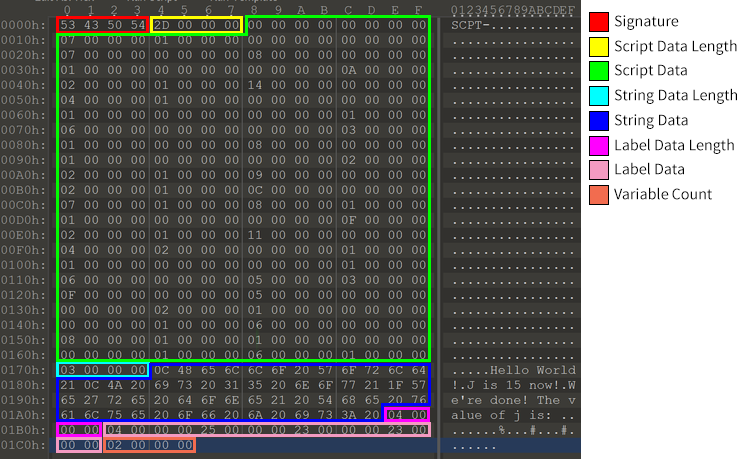 0 1 2 3 4 5 6 7 8 9 A B C D E F 0123456789ABCDEF
0000h: 53 43 50 54 2D 00 00 00 00 00 00 00 00 00 00 00 SCPT-...........
0010h: 07 00 00 00 01 00 00 00 00 00 00 00 00 00 00 00 ................
0020h: 07 00 00 00 00 00 00 00 08 00 00 00 00 00 00 00 ................
0030h: 01 00 00 00 00 00 00 00 00 00 00 00 0A 00 00 00 ................
0040h: 02 00 00 00 01 00 00 00 14 00 00 00 00 00 00 00 ................
0050h: 04 00 00 00 01 00 00 00 00 00 00 00 00 00 00 00 ................
0060h: 01 00 00 00 00 00 00 00 00 00 00 00 01 00 00 00 ................
0070h: 06 00 00 00 00 00 00 00 00 00 00 00 03 00 00 00 ................
0080h: 01 00 00 00 00 00 00 00 08 00 00 00 00 00 00 00 ................
0090h: 01 00 00 00 00 00 00 00 00 00 00 00 02 00 00 00 ................
00A0h: 02 00 00 00 01 00 00 00 09 00 00 00 00 00 00 00 ................
00B0h: 02 00 00 00 01 00 00 00 0C 00 00 00 00 00 00 00 ................
00C0h: 07 00 00 00 01 00 00 00 08 00 00 00 01 00 00 00 ................
00D0h: 01 00 00 00 00 00 00 00 00 00 00 00 0F 00 00 00 ................
00E0h: 02 00 00 00 01 00 00 00 11 00 00 00 00 00 00 00 ................
00F0h: 04 00 00 00 02 00 00 00 00 00 00 00 01 00 00 00 ................
0100h: 01 00 00 00 00 00 00 00 00 00 00 00 01 00 00 00 ................
0110h: 06 00 00 00 00 00 00 00 05 00 00 00 03 00 00 00 ................
0120h: 0F 00 00 00 00 00 00 00 05 00 00 00 00 00 00 00 ................
0130h: 00 00 00 00 02 00 00 00 01 00 00 00 00 00 00 00 ................
0140h: 00 00 00 00 01 00 00 00 06 00 00 00 00 00 00 00 ................
0150h: 08 00 00 00 01 00 00 00 01 00 00 00 00 00 00 00 ................
0160h: 00 00 00 00 01 00 00 00 06 00 00 00 01 00 00 00 ................
0170h: 03 00 00 00 0C 48 65 6C 6C 6F 20 57 6F 72 6C 64 .....Hello World
0180h: 21 0C 4A 20 69 73 20 31 35 20 6E 6F 77 21 1F 57 !.J is 15 now!.W
0190h: 65 27 72 65 20 64 6F 6E 65 21 20 54 68 65 20 76 e're done! The v
01A0h: 61 6C 75 65 20 6F 66 20 6A 20 69 73 3A 20 04 00 alue of j is: ..
01B0h: 00 00 04 00 00 00 25 00 00 00 23 00 00 00 23 00 ......%...#...#.
01C0h: 00 00 02 00 00 00 ......
Signature
Script Data Length
Script Data
String Data Length
String Data
Label Data Length
Label Data
Variable Count